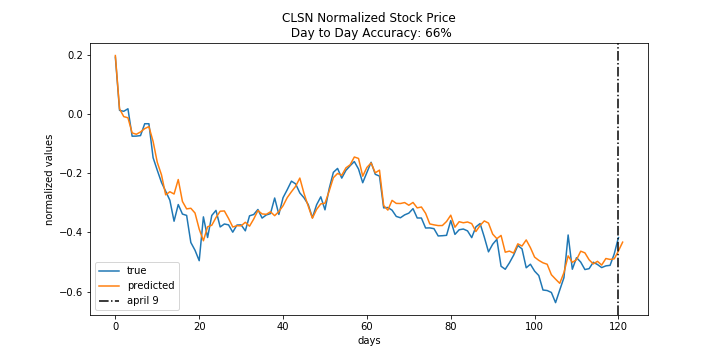 CLSN Normalized Stock Price
Day to Day Accuracy: 66%
normalized values
0.2
0.0
−0.2
−0.4
−0.6
true
predicted
april 9
0
20
40
60
80
100
120
days